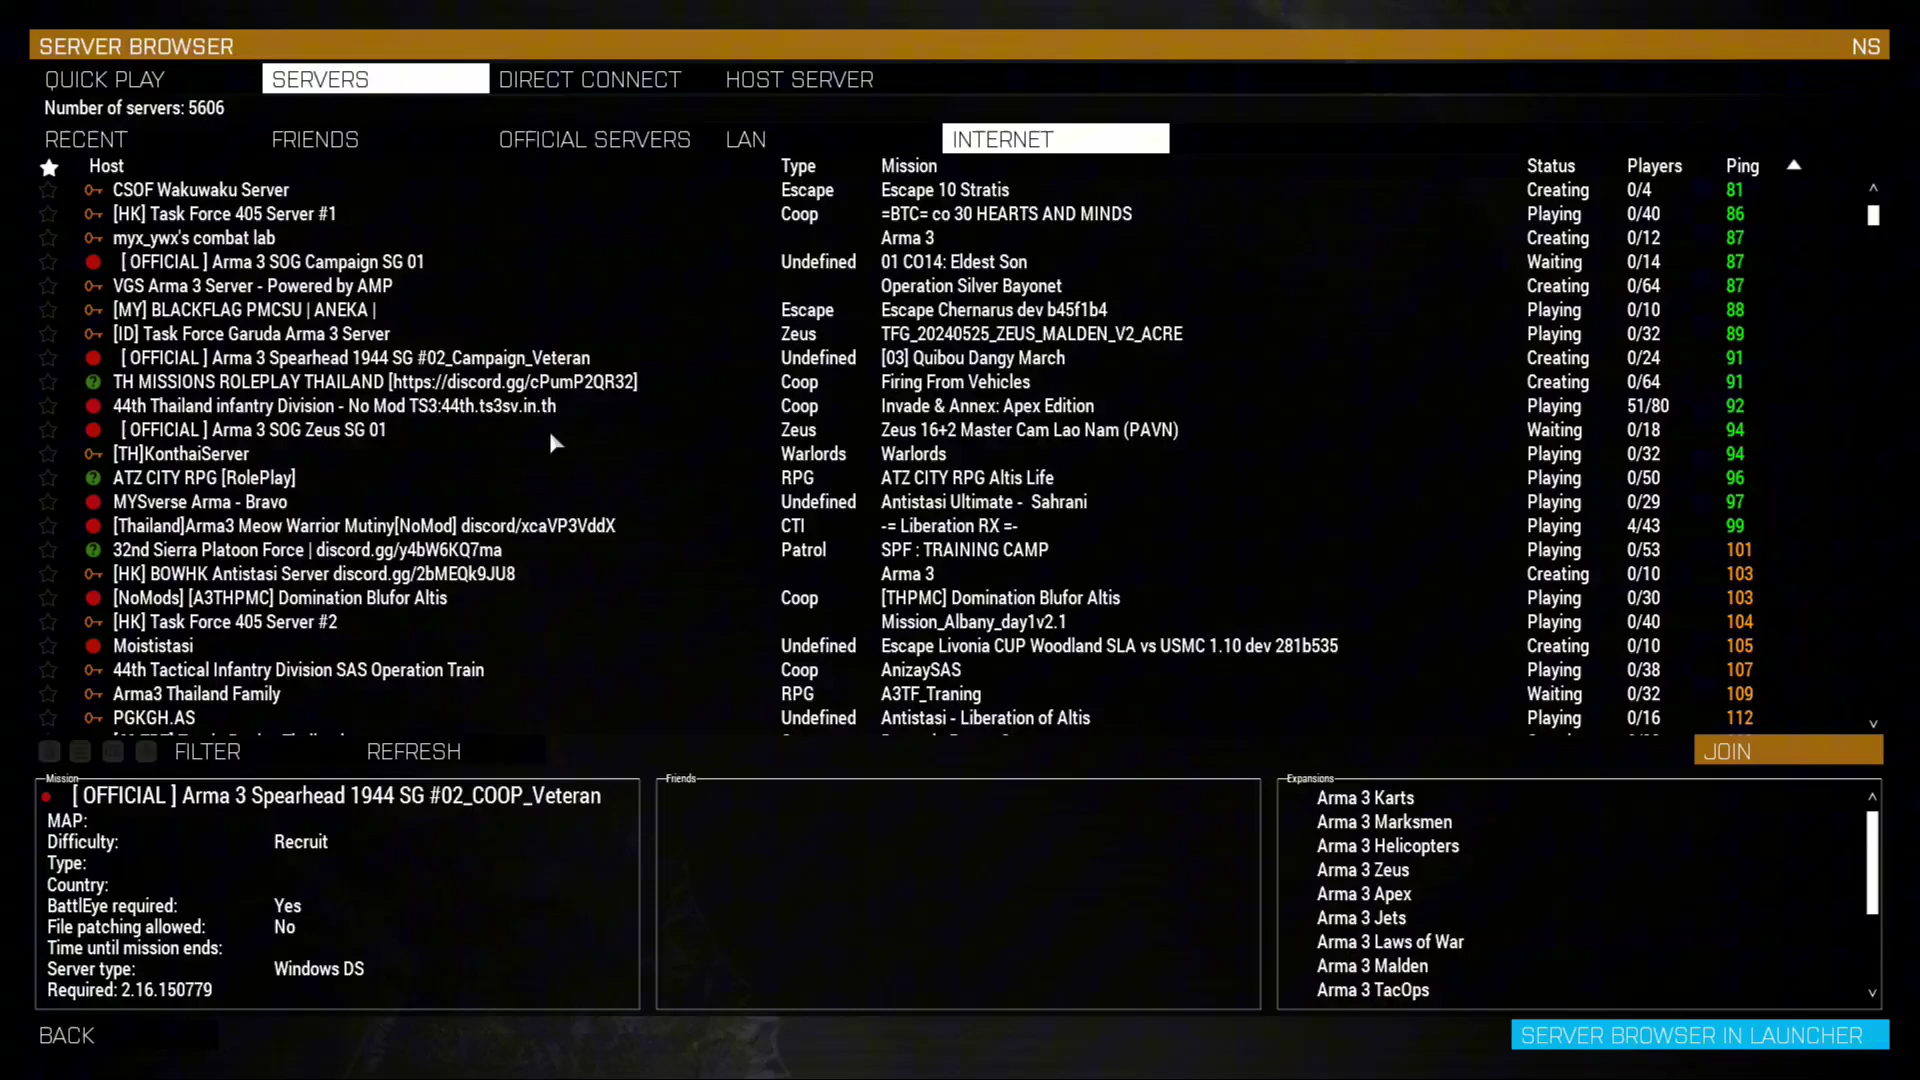 SERVER BROWSER NS
QUICK PLAY SERVERS DIRECT CONNECT HOST SERVER
Number of servers: 5606
RECENT FRIENDS OFFICIAL SERVERS LAN INTERNET
Host Type Mission Status Players Ping
CSOF Wakuwaku Server Escape Escape 10 Stratis Creating 0/4 81
[HK] Task Force 405 Server #1 Coop =BTC= co 30 HEARTS AND MINDS Playing 0/40 86
myx_ywx's combat lab Arma 3 Creating 0/12 87
[ OFFICIAL ] Arma 3 SOG Campaign SG 01 Undefined 01 CO14: Eldest Son Waiting 0/14 87
VGS Arma 3 Server - Powered by AMP Operation Silver Bayonet Creating 0/64 87
[MY] BLACKFLAG PMCSU | ANEKA | Escape Escape Chernarus dev b45f1b4 Playing 0/10 88
[ID] Task Force Garuda Arma 3 Server Zeus TFG_20240525_ZEUS_MALDEN_V2_ACRE Playing 0/32 89
[ OFFICIAL ] Arma 3 Spearhead 1944 SG #02_Campaign_Veteran Undefined [03] Quibou Dangy March Creating 0/24 91
TH MISSIONS ROLEPLAY THAILAND [https://discord.gg/cPumP2QR32] Coop Firing From Vehicles Creating 0/64 91
44th Thailand infantry Division - No Mod TS3:44th.ts3sv.in.th Coop Invade & Annex: Apex Edition Playing 51/80 92
[ OFFICIAL ] Arma 3 SOG Zeus SG 01 Zeus Zeus 16+2 Master Cam Lao Nam (PAVN) Waiting 0/18 94
[TH]KonthaiServer Warlords Warlords Playing 0/32 94
ATZ CITY RPG [RolePlay] RPG ATZ CITY RPG Altis Life Playing 0/50 96
MYSverse Arma - Bravo Undefined Antistasi Ultimate - Sahrani Playing 0/29 97
[Thailand]Arma3 Meow Warrior Mutiny[NoMod] discord/xcaVP3VddX CTI -= Liberation RX =- Playing 4/43 99
32nd Sierra Platoon Force | discord.gg/y4bW6KQ7ma Patrol SPF : TRAINING CAMP Playing 0/53 101
[HK] BOWHK Antistasi Server discord.gg/2bMEQk9JU8 Arma 3 Creating 0/10 103
[NoMods] [A3THPMC] Domination Blufor Altis Coop [THPMC] Domination Blufor Altis Playing 0/30 103
[HK] Task Force 405 Server #2 Mission_Albany_day1v2.1 Playing 0/40 104
Moististasi Undefined Escape Livonia CUP Woodland SLA vs USMC 1.10 dev 281b535 Creating 0/10 105
44th Tactical Infantry Division SAS Operation Train Coop AnizaySAS Playing 0/38 107
Arma3 Thailand Family RPG A3TF_Traning Waiting 0/32 109
PGKGH.AS Undefined Antistasi - Liberation of Altis Playing 0/16 112
FILTER REFRESH JOIN
Mission Friends Expansions
[ OFFICIAL ] Arma 3 Spearhead 1944 SG #02_COOP_Veteran
MAP:
Difficulty: Recruit
Type:
Country:
BattlEye required: Yes
File patching allowed: No
Time until mission ends:
Server type: Windows DS
Required: 2.16.150779
Arma 3 Karts
Arma 3 Marksmen
Arma 3 Helicopters
Arma 3 Zeus
Arma 3 Apex
Arma 3 Jets
Arma 3 Laws of War
Arma 3 Malden
Arma 3 TacOps
BACK SERVER BROWSER IN LAUNCHER